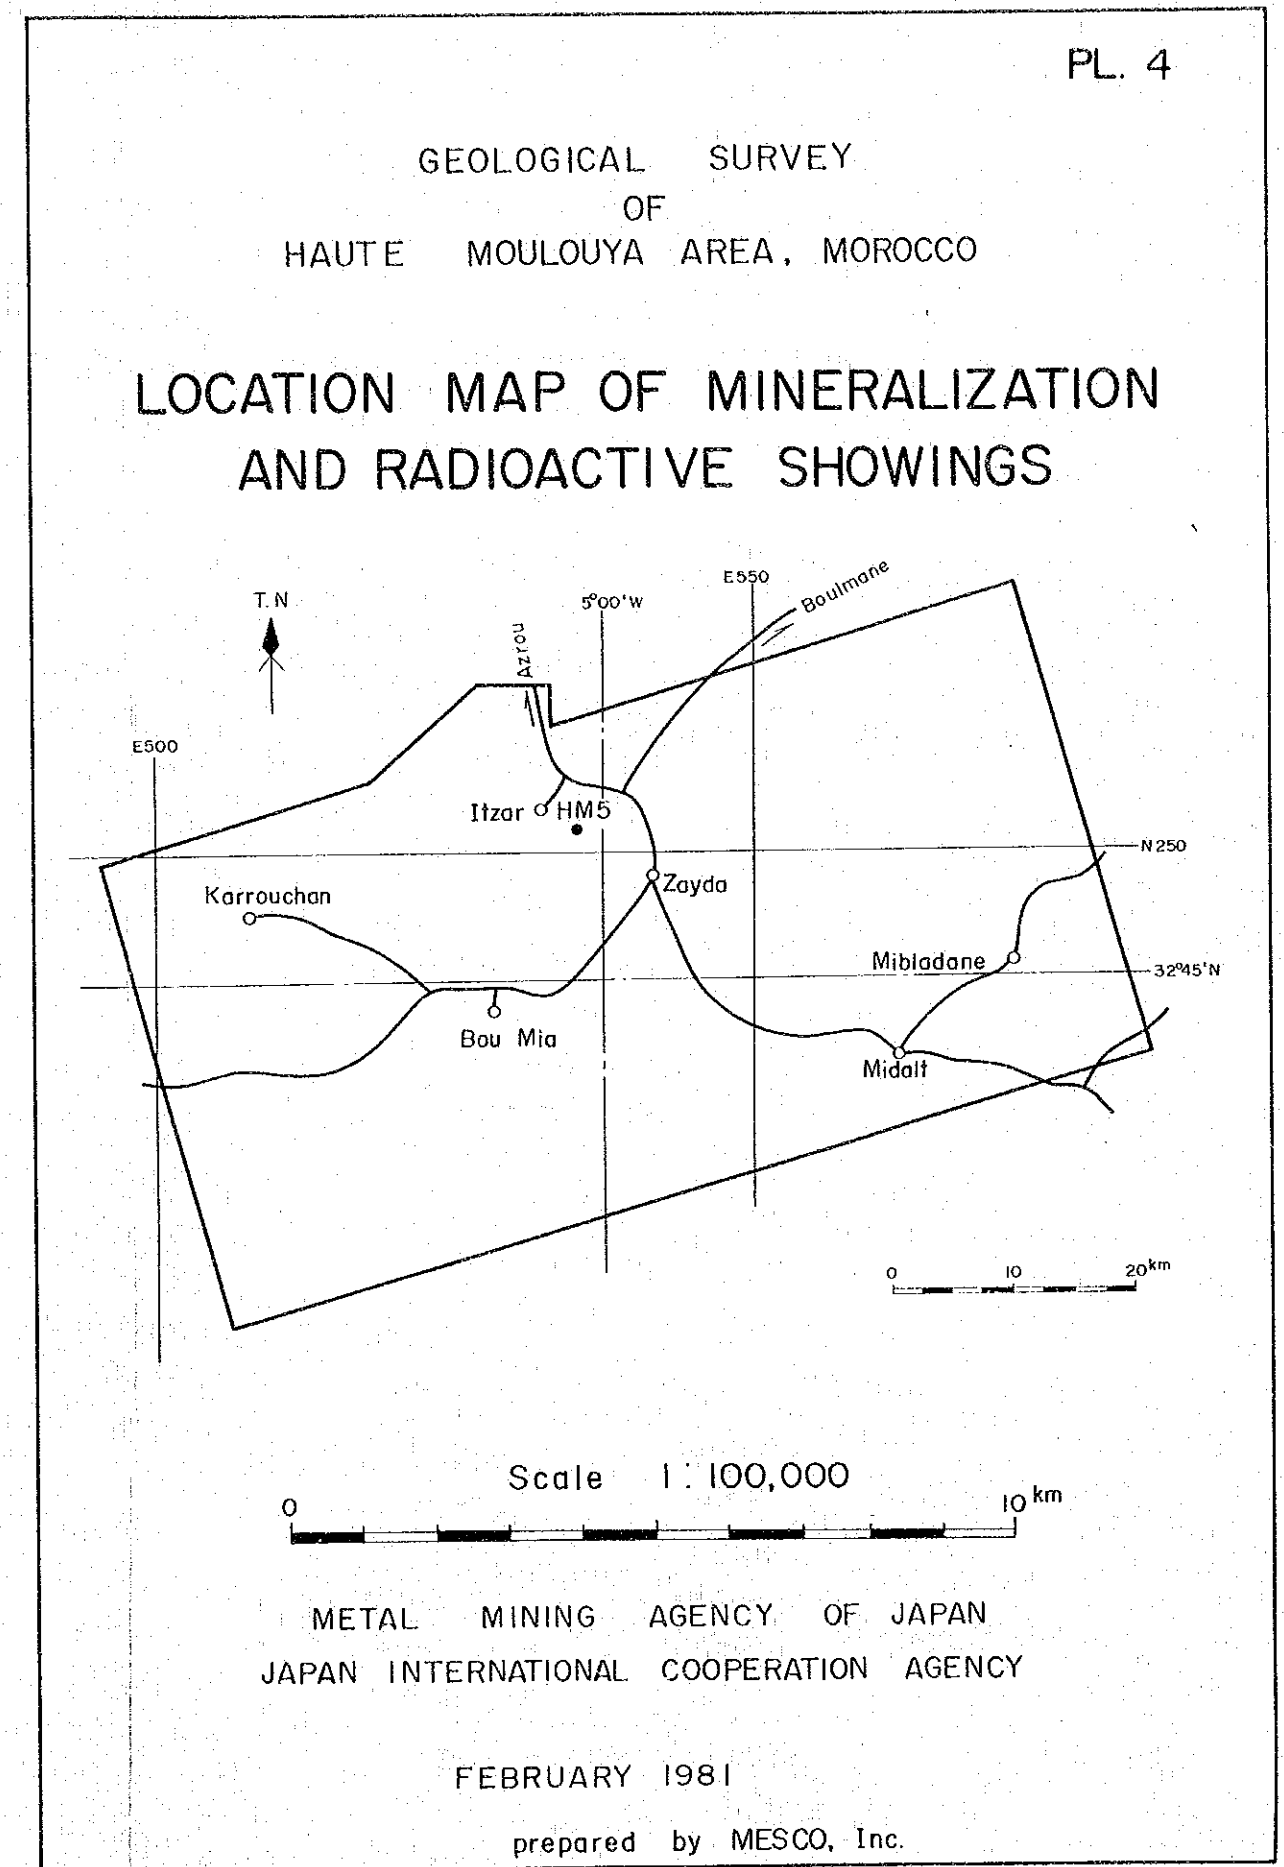 PL. 4
GEOLOGICAL SURVEY
OF
HAUTE MOULOUYA AREA, MOROCCO
LOCATION MAP OF MINERALIZATION
AND RADIOACTIVE SHOWINGS
T.N
E550
5°00'W
Boulmane
Azrou
E500
Itzar
HM5
N250
Zayda
Karrouchan
Mibladane
32°45'N
Bou Mia
Midalt
0 10 20km
Scale 1:100,000
0 10 km
METAL MINING AGENCY OF JAPAN
JAPAN INTERNATIONAL COOPERATION AGENCY
FEBRUARY 1981
prepared by MESCO, Inc.